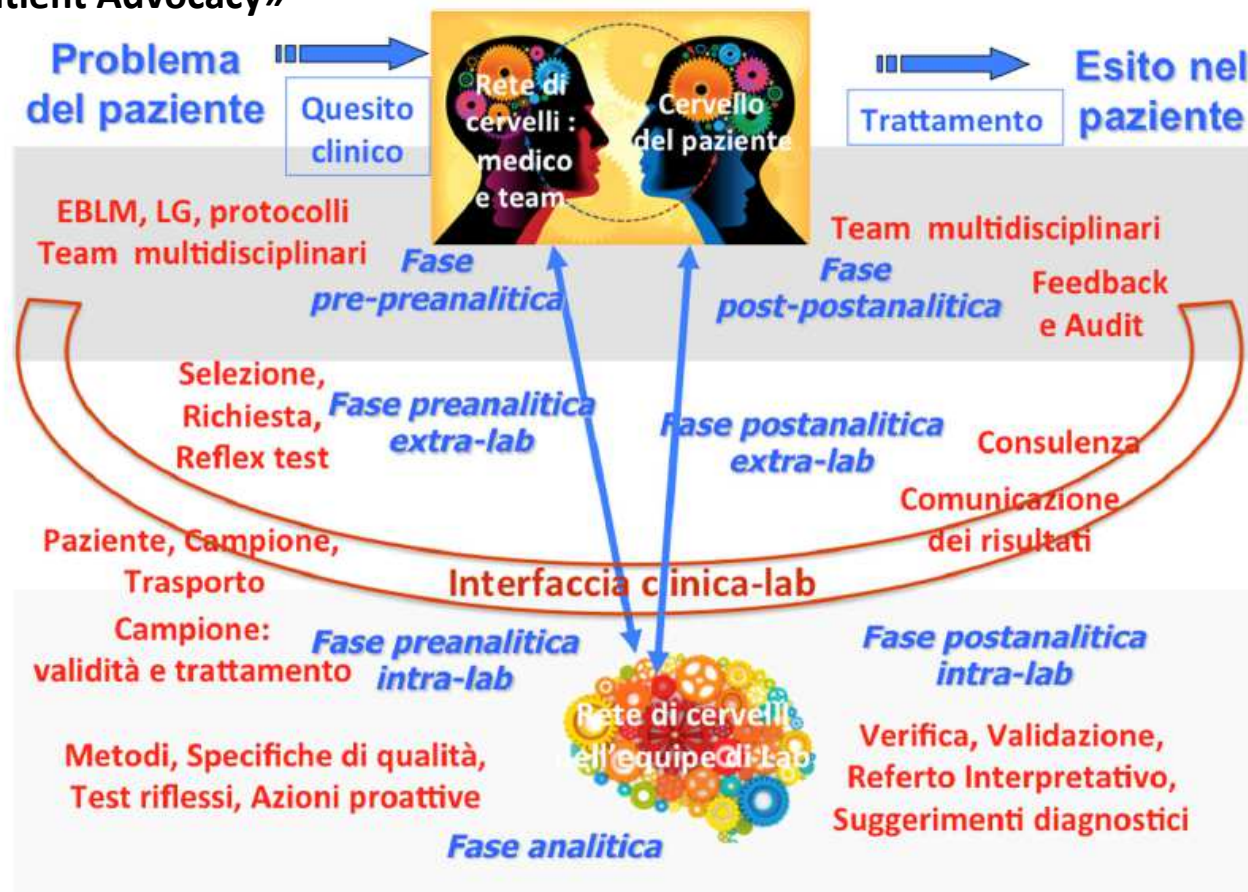 tient Advocacy»
Problema
del paziente
Quesito
clinico
Rete di
cervelli :
medico
e team
Cervello
del paziente
Trattamento
Esito nel
paziente
EBLM, LG, protocolli
Team multidisciplinari
Fase
pre-preanalitica
Team multidisciplinari
Fase
post-postanalitica
Feedback
e Audit
Selezione,
Richiesta,
Reflex test
Fase preanalitica
extra-lab
Fase postanalitica
extra-lab
Consulenza
Comunicazione
dei risultati
Paziente, Campione,
Trasporto
Interfaccia clinica-lab
Campione:
validità e trattamento
Fase preanalitica
intra-lab
Fase postanalitica
intra-lab
Rete di cervelli
nell'equipe di Lab
Metodi, Specifiche di qualità,
Test riflessi, Azioni proattive
Verifica, Validazione,
Referto Interpretativo,
Suggerimenti diagnostici
Fase analitica